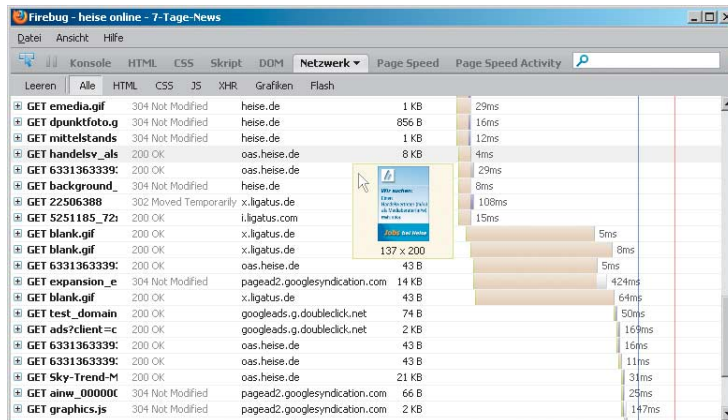 Firebug - heise online - 7-Tage-News
Datei Ansicht Hilfe
Konsole HTML CSS Skript DOM Netzwerk Page Speed Page Speed Activity
Leeren Alle HTML CSS JS XHR Grafiken Flash
GET emedia.gif 304 Not Modified heise.de 1 KB 29ms
GET dpunktfoto.g 304 Not Modified heise.de 856 B 16ms
GET mittelstands 304 Not Modified heise.de 1 KB 12ms
GET handelsv_als 200 OK oas.heise.de 8 KB 4ms
GET 6331363339: 200 OK oas.heise.de 29ms
GET background_ 304 Not Modified heise.de 8ms
GET 22506388 302 Moved Temporarily x.ligatus.de 108ms
GET 5251185_72: 200 OK i.ligatus.com 15ms
Wir suchen:
Einen
Jobs bei Heise
137 x 200
GET blank.gif 200 OK x.ligatus.de 5ms
GET blank.gif 200 OK x.ligatus.de 8ms
GET 6331363339: 200 OK oas.heise.de 43 B 5ms
GET expansion_e 304 Not Modified pagead2.googlesyndication.com 14 KB 424ms
GET blank.gif 200 OK x.ligatus.de 43 B 64ms
GET test_domain 200 OK googleads.g.doubleclick.net 74 B 50ms
GET ads?client=c 200 OK googleads.g.doubleclick.net 2 KB 169ms
GET 6331363339: 200 OK oas.heise.de 43 B 16ms
GET 6331363339: 200 OK oas.heise.de 43 B 11ms
GET Sky-Trend-M 200 OK oas.heise.de 21 KB 31ms
GET ainw_000000 304 Not Modified pagead2.googlesyndication.com 66 B 25ms
GET graphics.js 304 Not Modified pagead2.googlesyndication.com 2 KB 147ms